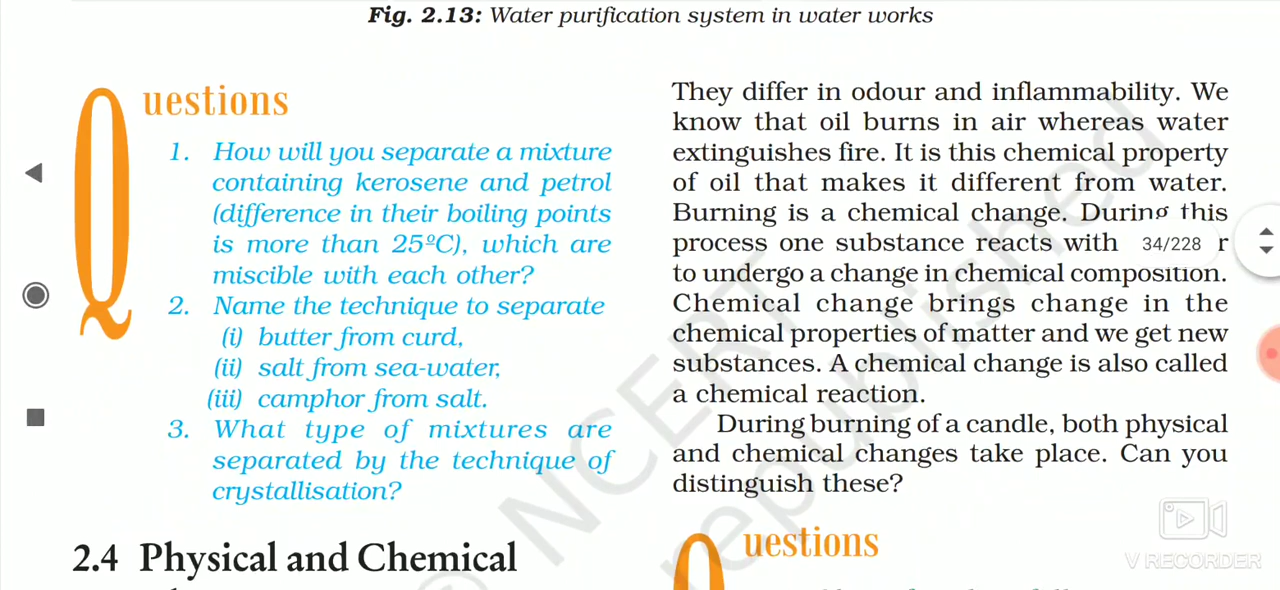 Fig. 2.13: Water purification system in water works
Questions
1. How will you separate a mixture
containing kerosene and petrol
(difference in their boiling points
is more than 25ºC), which are
miscible with each other?
2. Name the technique to separate
(i) butter from curd,
(ii) salt from sea-water,
(iii) camphor from salt.
3. What type of mixtures are
separated by the technique of
crystallisation?
2.4 Physical and Chemical
They differ in odour and inflammability. We
know that oil burns in air whereas water
extinguishes fire. It is this chemical property
of oil that makes it different from water.
Burning is a chemical change. During this
process one substance reacts with r
to undergo a change in chemical composition.
Chemical change brings change in the
chemical properties of matter and we get new
substances. A chemical change is also called
a chemical reaction.
During burning of a candle, both physical
and chemical changes take place. Can you
distinguish these?
Questions
34/228
© NCERT
republished
V RECORDER